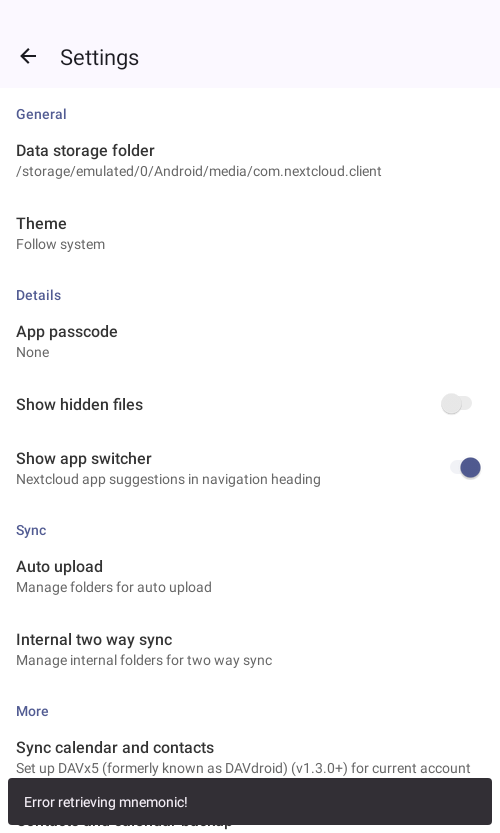 Settings
General
Data storage folder
/storage/emulated/0/Android/media/com.nextcloud.client
Theme
Follow system
Details
App passcode
None
Show hidden files
Show app switcher
Nextcloud app suggestions in navigation heading
Sync
Auto upload
Manage folders for auto upload
Internal two way sync
Manage internal folders for two way sync
More
Sync calendar and contacts
Set up DAVx5 (formerly known as DAVdroid) (v1.3.0+) for current account
Error retrieving mnemonic!